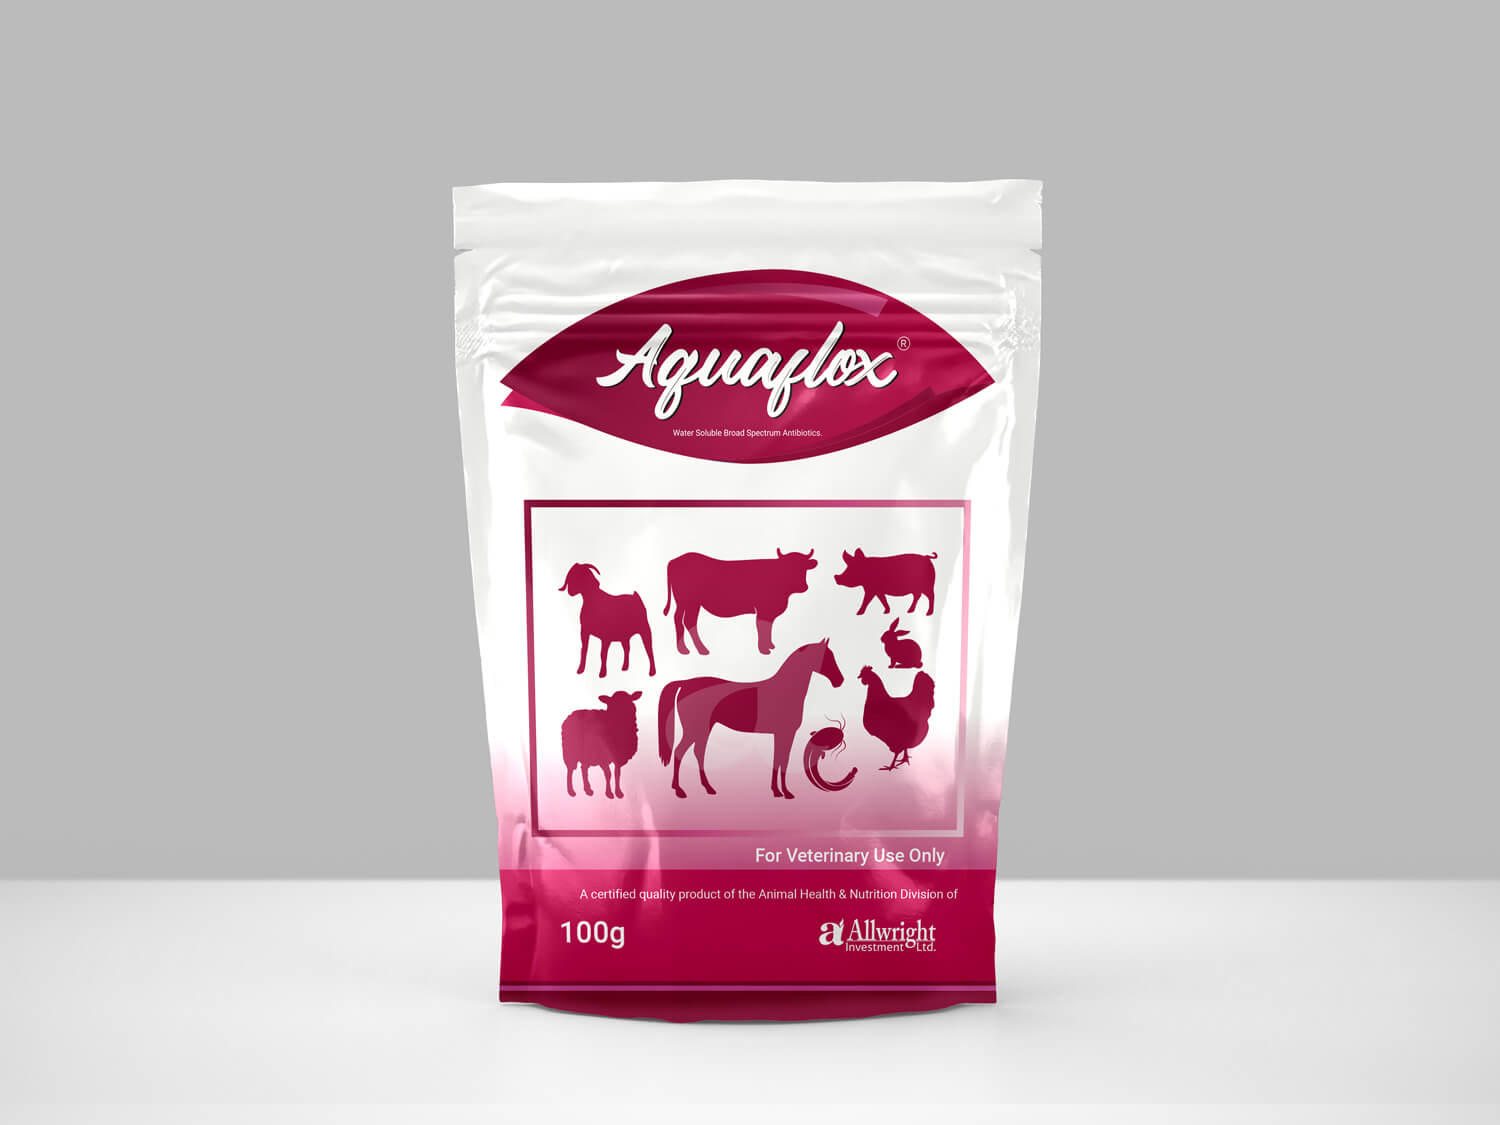 Aquaflox ®
Water Soluble Broad Spectrum Antibiotics.
For Veterinary Use Only
A certified quality product of the Animal Health & Nutrition Division of
100g
a Allwright
Investment Ltd.